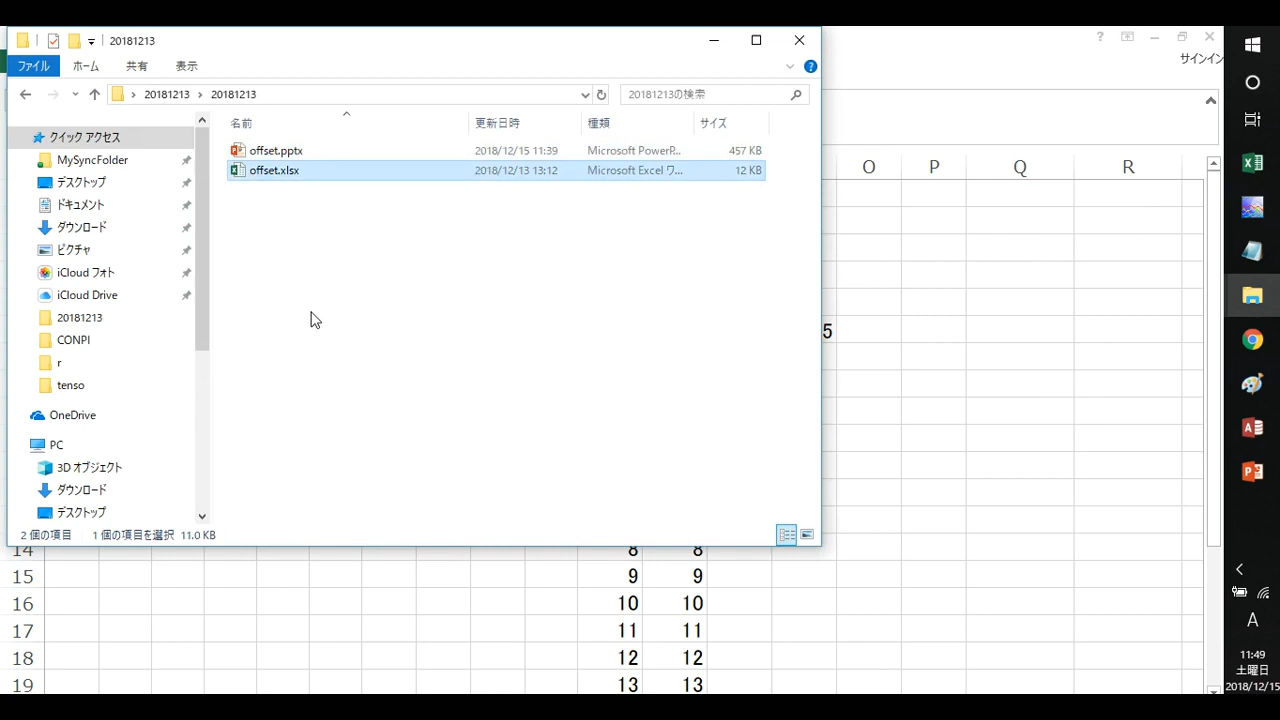 20181213
ファイル ホーム 共有 表示
20181213 20181213 20181213の検索
サインイン
名前 更新日時 種類 サイズ
offset.pptx 2018/12/15 11:39 Microsoft PowerP... 457 KB
offset.xlsx 2018/12/13 13:12 Microsoft Excel ワ... 12 KB
クイック アクセス
MySyncFolder
デスクトップ
ドキュメント
ダウンロード
ピクチャ
iCloud フォト
iCloud Drive
20181213
CONPI
r
tenso
OneDrive
PC
3D オブジェクト
ダウンロード
デスクトップ
2 個の項目 1 個の項目を選択 11.0 KB
O P Q R
5
14 8 8
15 9 9
16 10 10
17 11 11
18 12 12
19 13 13
A
11:49
土曜日
2018/12/15